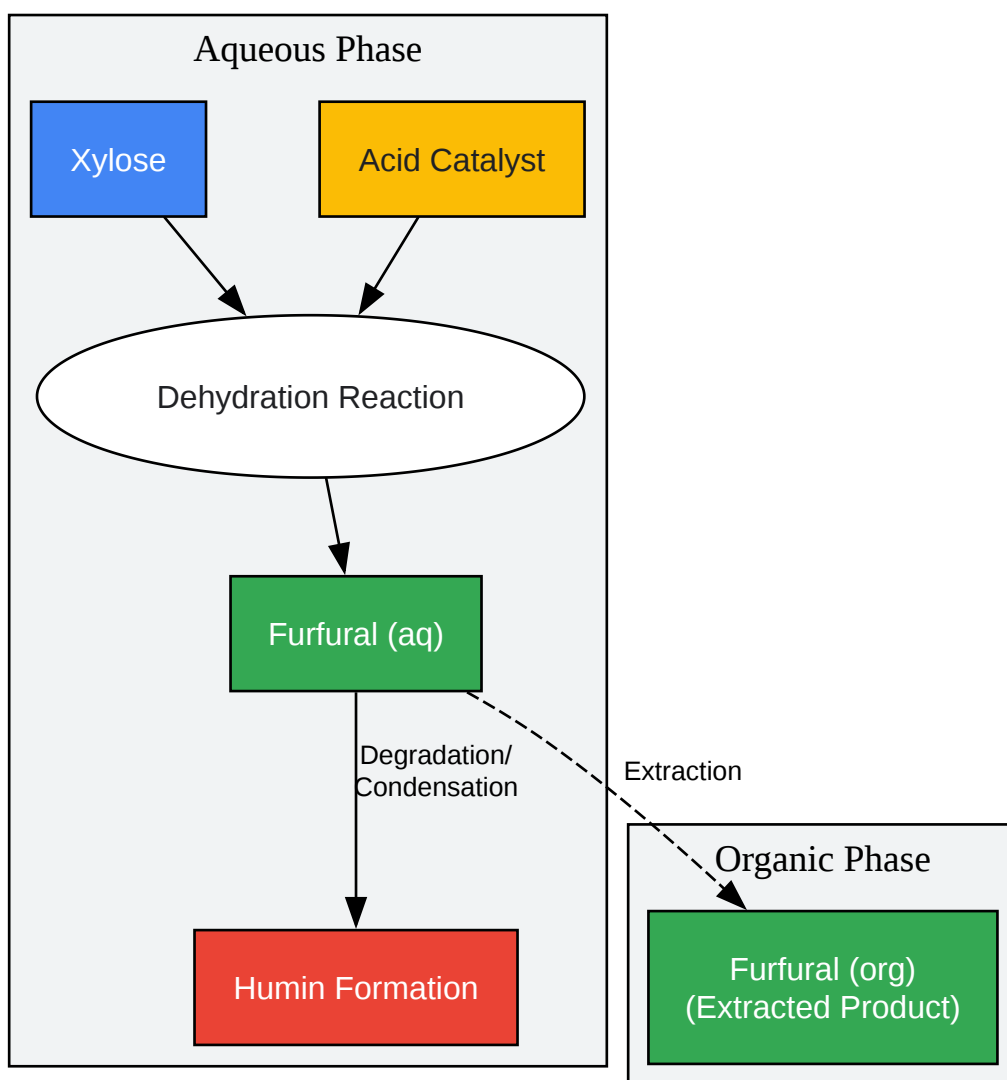 Aqueous Phase
Xylose
Acid Catalyst
Dehydration Reaction
Furfural (aq)
Degradation/
Condensation
Extraction
Organic Phase
Furfural (org)
(Extracted Product)
Humin Formation